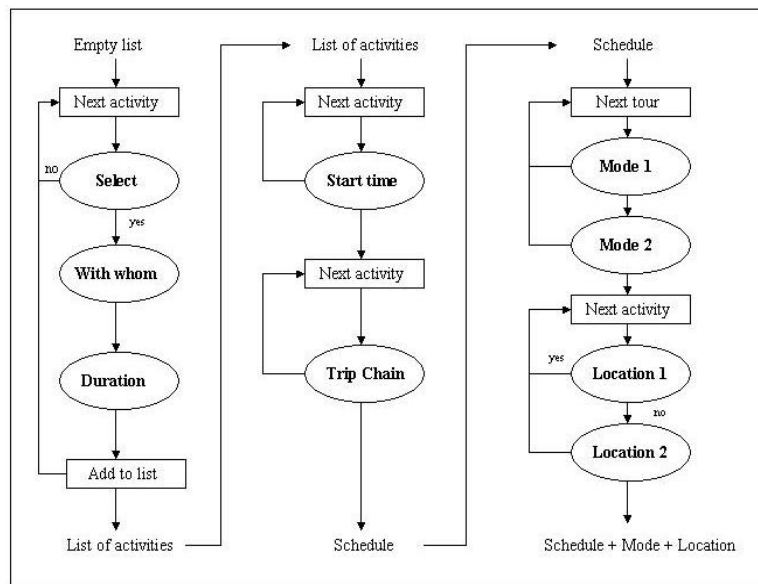 Empty list
Next activity
no
Select
yes
With whom
Duration
Add to list
List of activities
List of activities
Next activity
Start time
Next activity
Trip Chain
Schedule
Schedule
Next tour
Mode 1
Mode 2
Next activity
yes
Location 1
no
Location 2
Schedule + Mode + Location